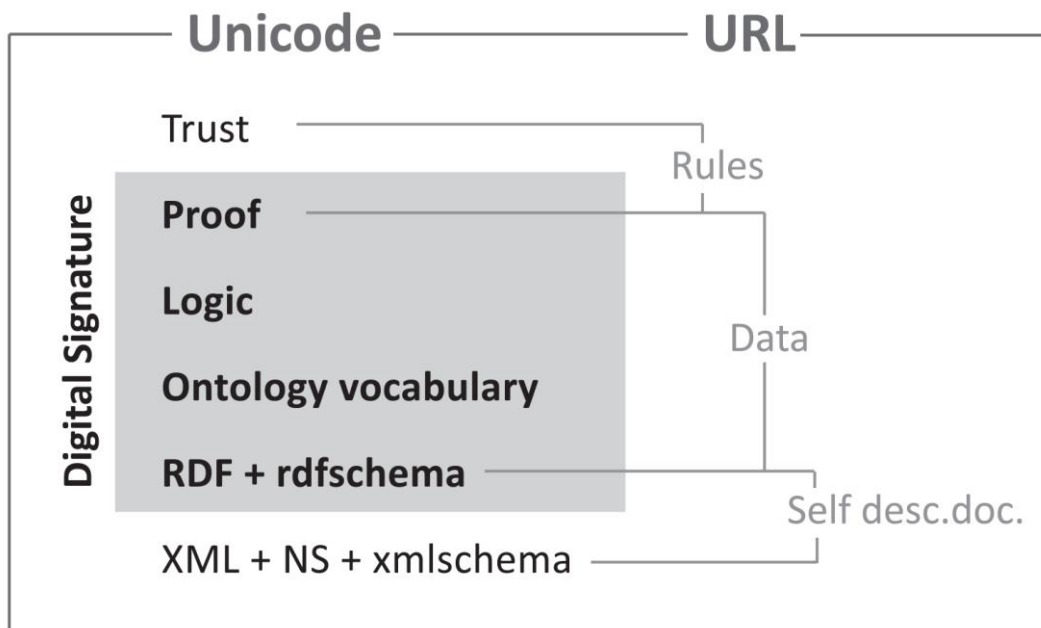 Unicode URL
Trust
Rules
Proof
Logic
Data
Ontology vocabulary
RDF + rdfschema
Self desc.doc.
XML + NS + xmlschema
Digital Signature